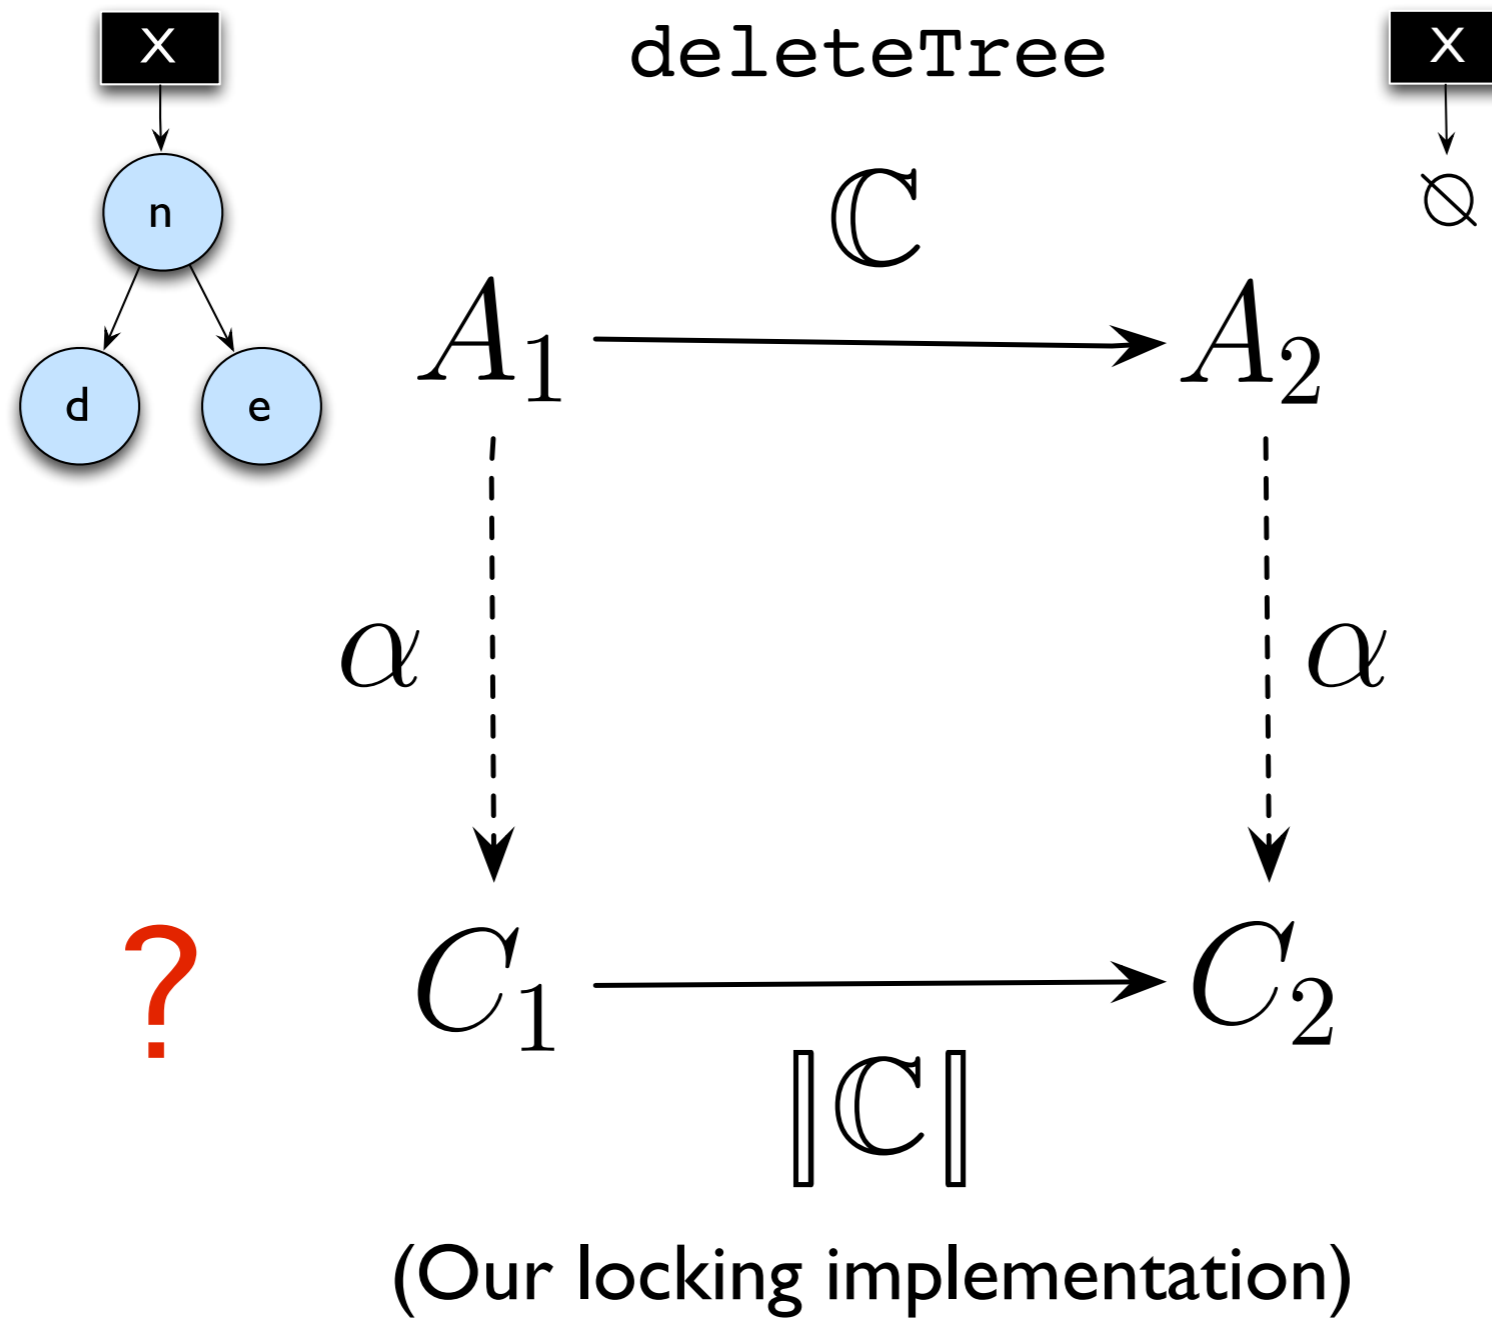 X deleteTree X
ℂ ∅
n
A₁ A₂
d e
α α
? C₁ C₂
⟦ℂ⟧
(Our locking implementation)